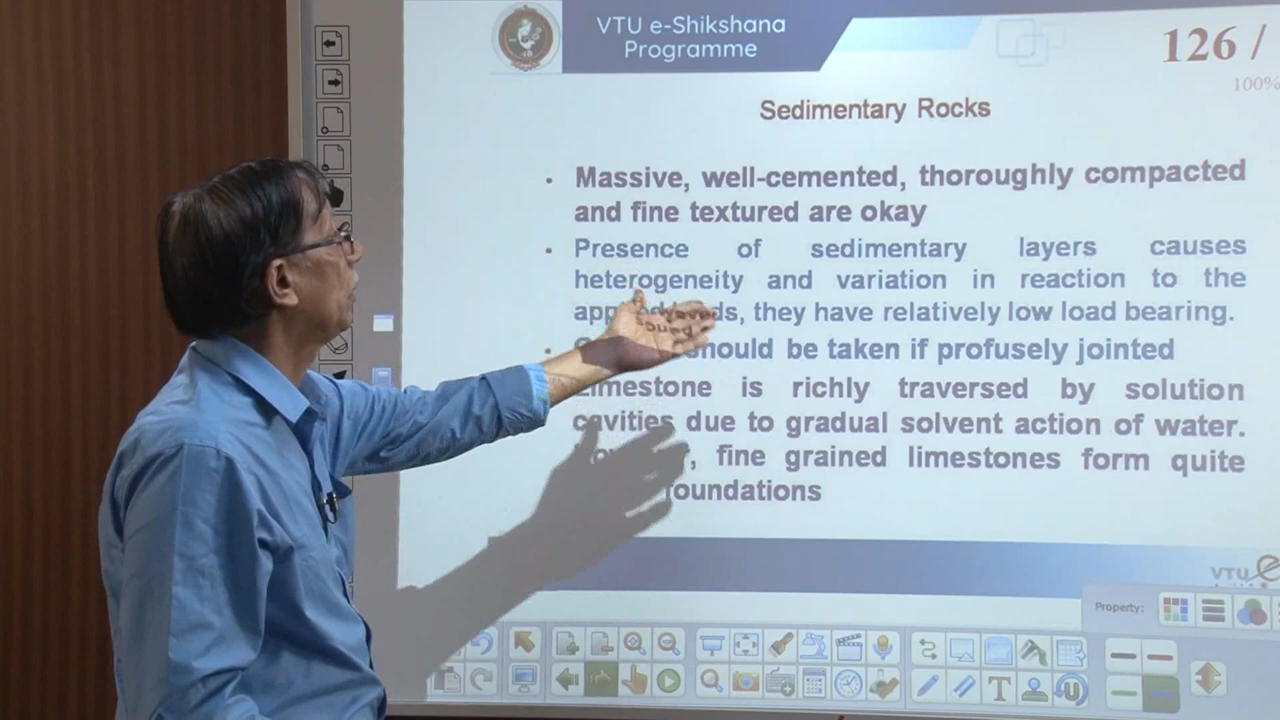 VTU e-Shikshana
Programme
126 /
100%
Sedimentary Rocks
• Massive, well-cemented, thoroughly compacted
and fine textured are okay
• Presence of sedimentary layers causes
heterogeneity and variation in reaction to the
they have relatively low load bearing.
• should be taken if profusely jointed
Limestone is richly traversed by solution
cavities due to gradual solvent action of water.
fine grained limestones form quite
foundations
VTU e
Property:
T